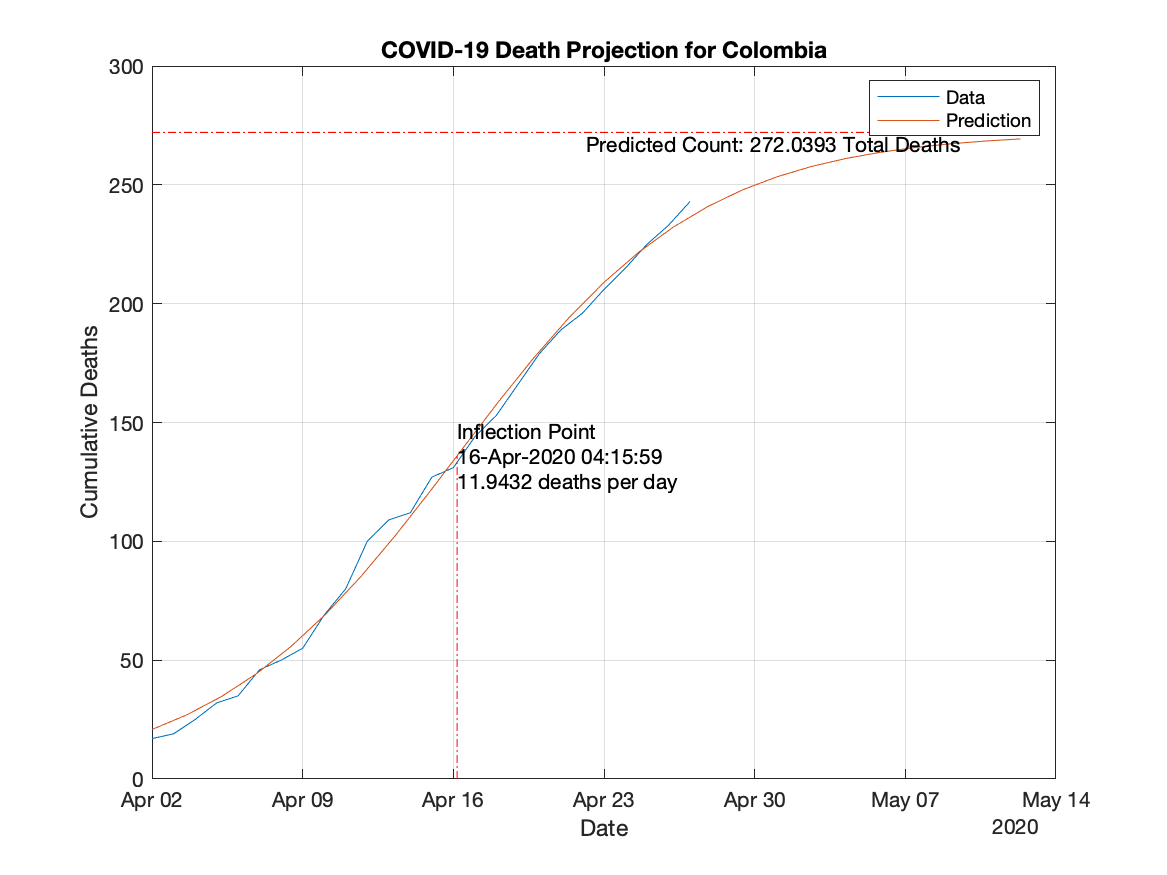 COVID-19 Death Projection for Colombia
300
250
200
150
100
50
0
Cumulative Deaths
Data
Prediction
Predicted Count: 272.0393 Total Deaths
Inflection Point
16-Apr-2020 04:15:59
11.9432 deaths per day
Apr 02 Apr 09 Apr 16 Apr 23 Apr 30 May 07 May 14
Date
2020